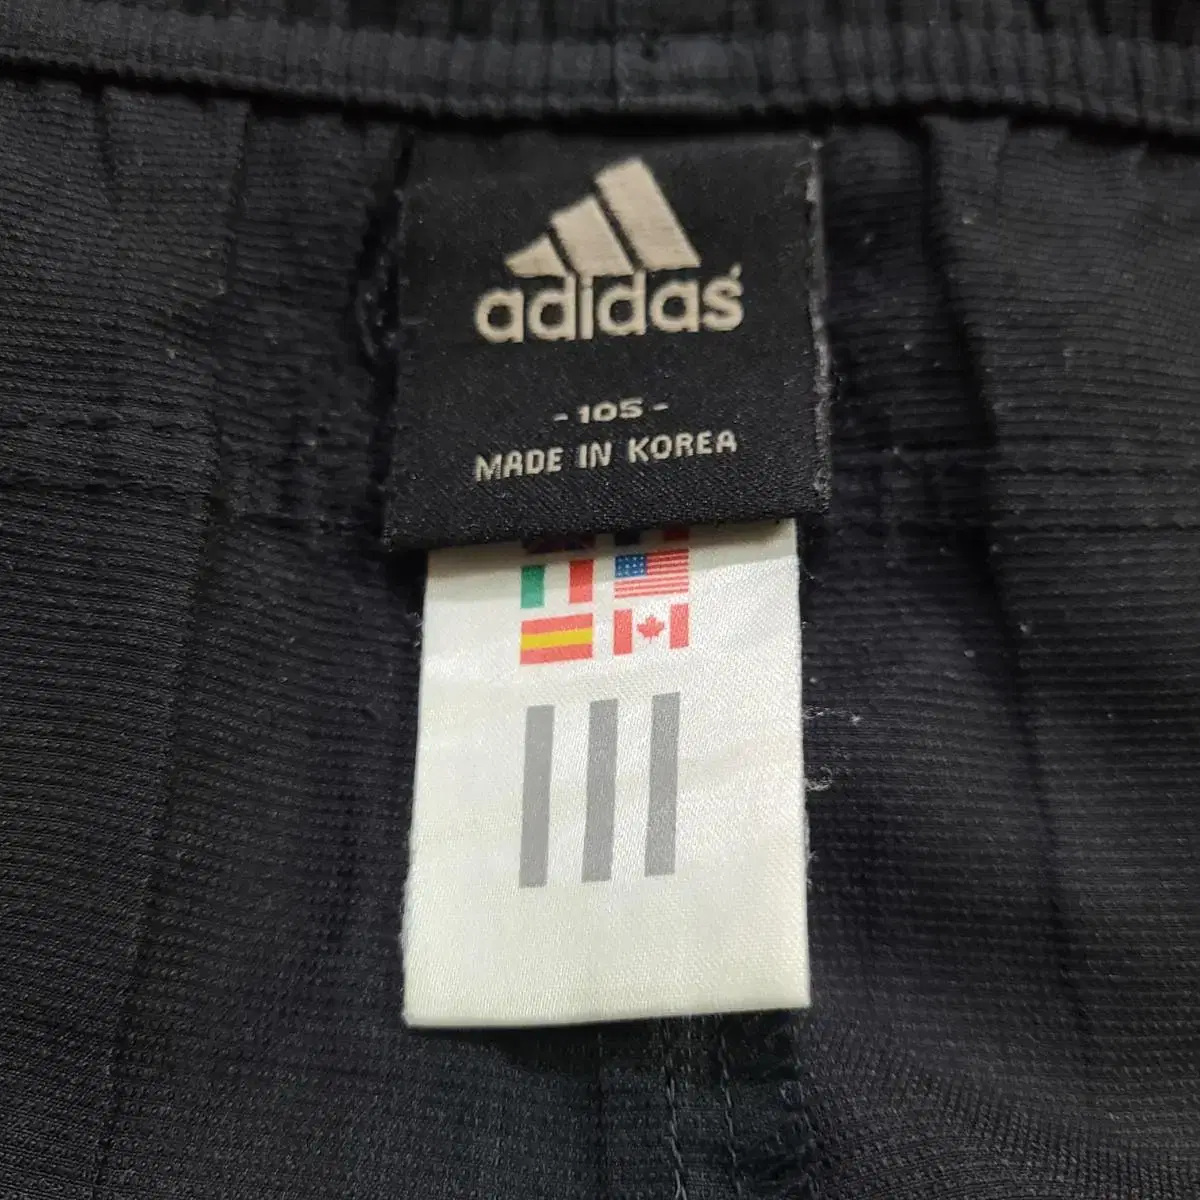 adidas
- 105 -
MADE IN KOREA